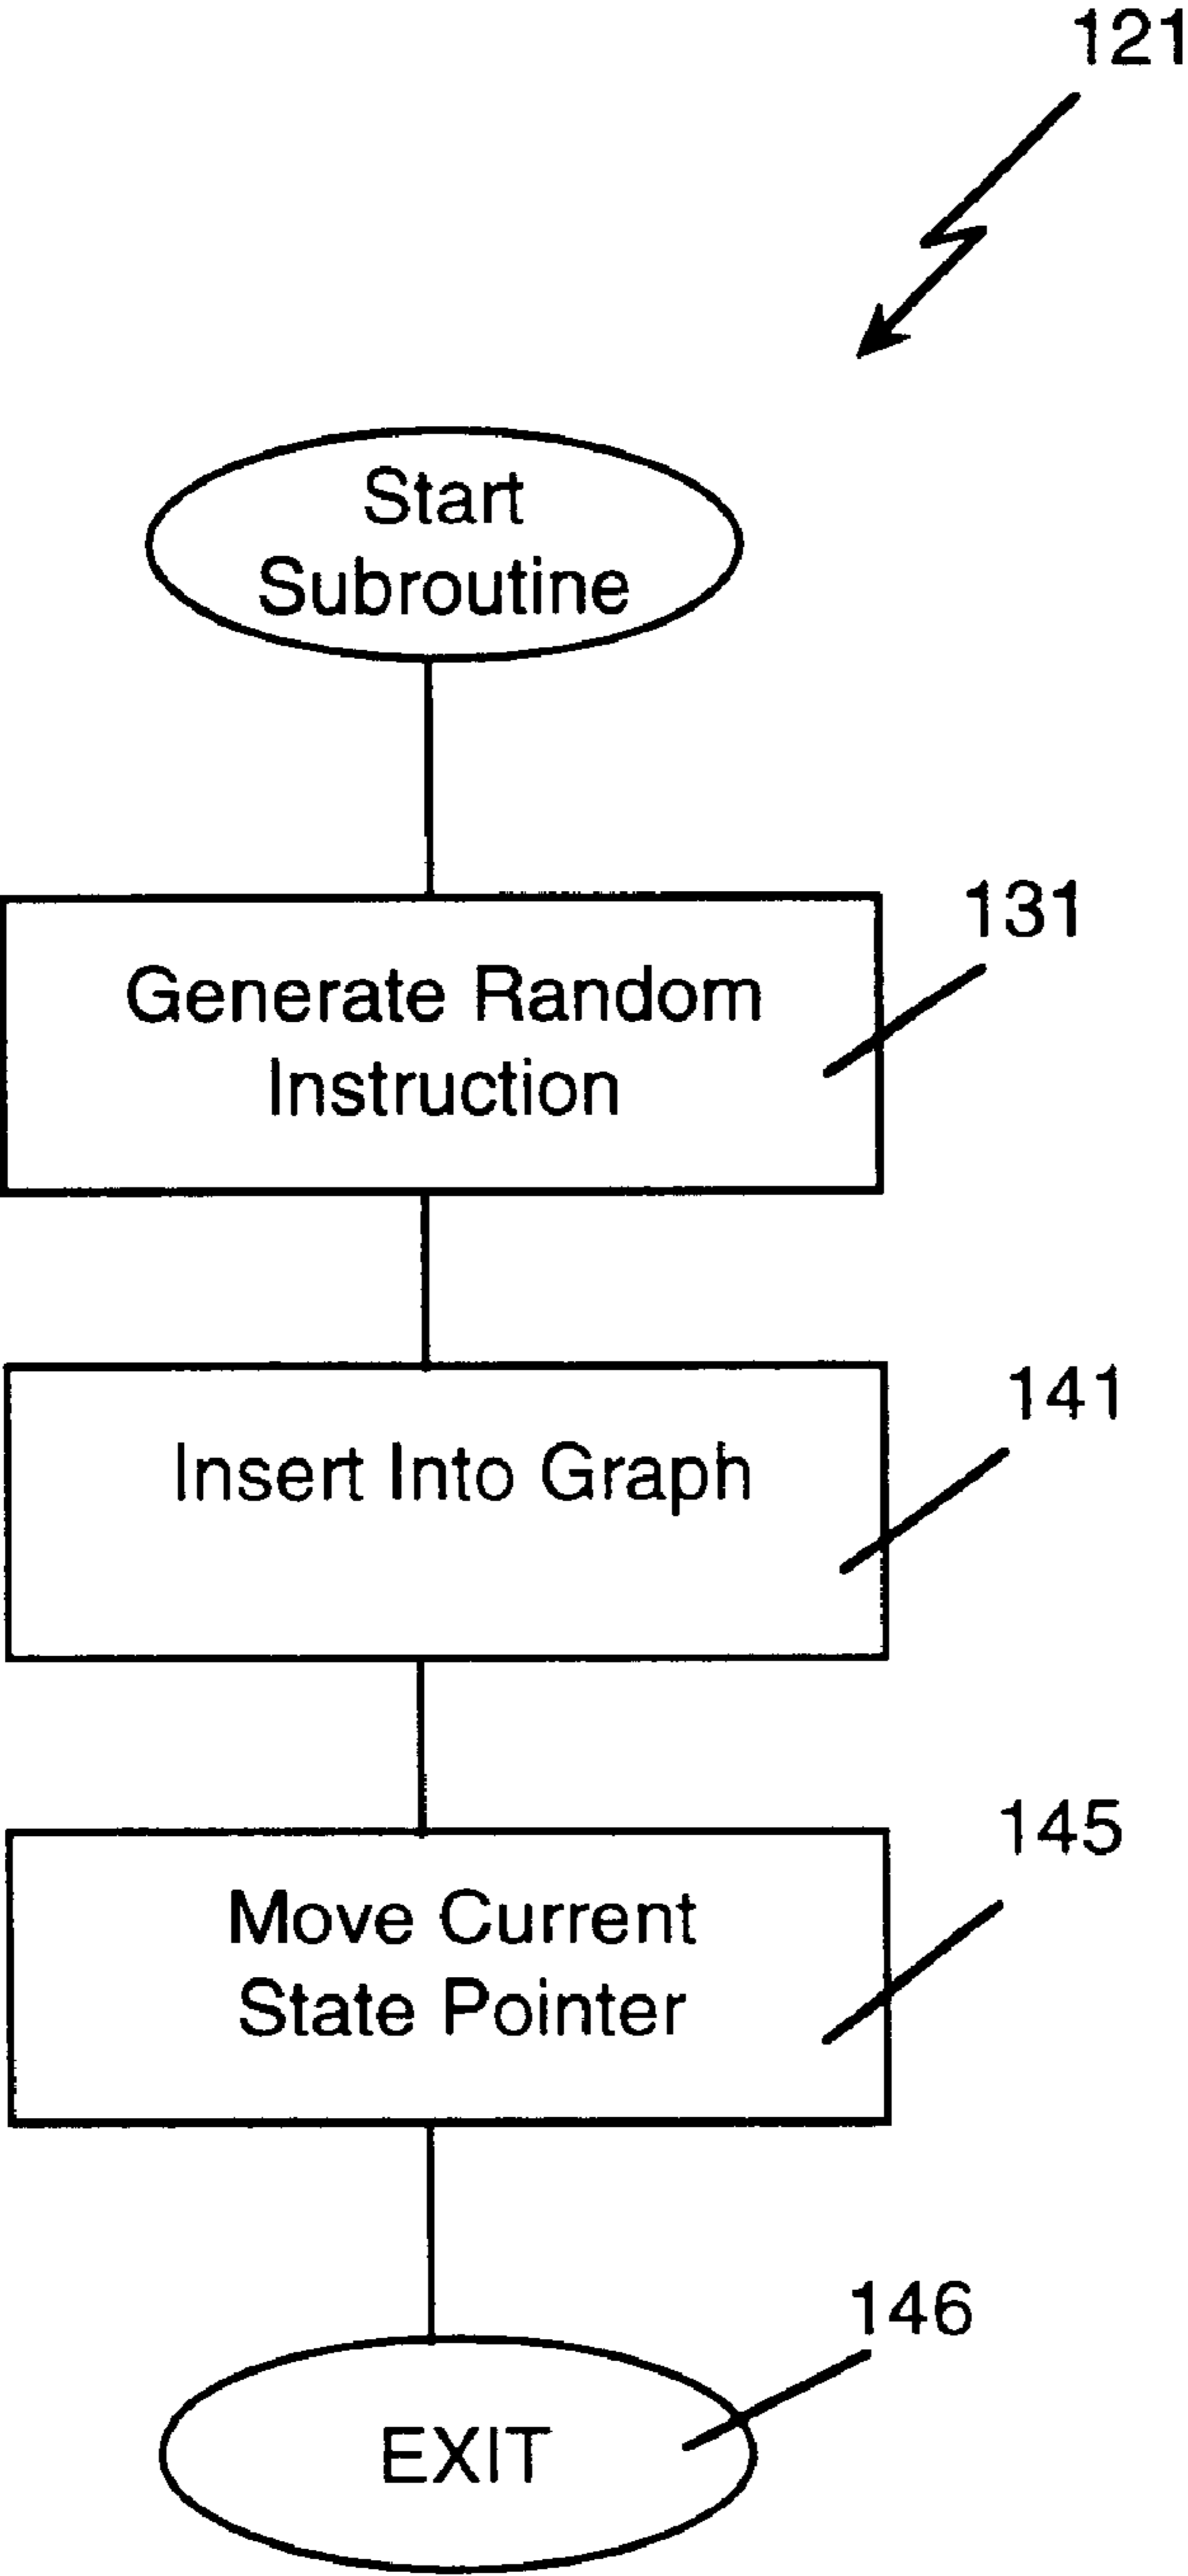 121
Start
Subroutine
131
Generate Random
Instruction
141
Insert Into Graph
145
Move Current
State Pointer
146
EXIT